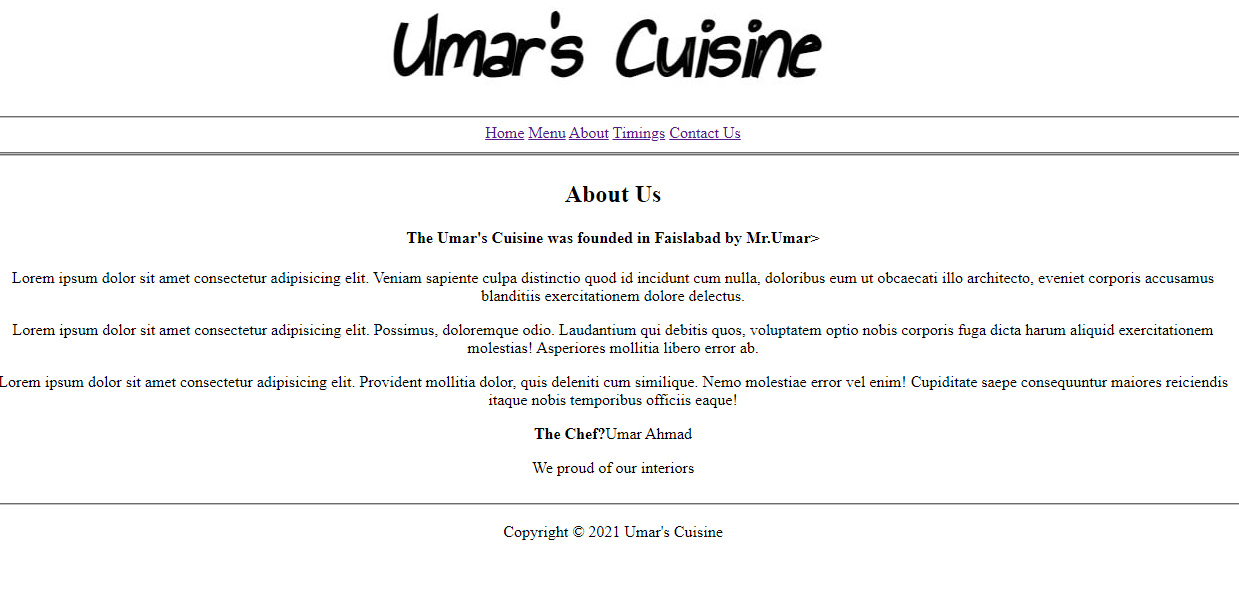 Umar's Cuisine
Home Menu About Timings Contact Us
About Us
The Umar's Cuisine was founded in Faislabad by Mr.Umar>
Lorem ipsum dolor sit amet consectetur adipisicing elit. Veniam sapiente culpa distinctio quod id incidunt cum nulla, doloribus eum ut obcaecati illo architecto, eveniet corporis accusamus
blanditiis exercitationem dolore delectus.
Lorem ipsum dolor sit amet consectetur adipisicing elit. Possimus, doloremque odio. Laudantium qui debitis quos, voluptatem optio nobis corporis fuga dicta harum aliquid exercitationem
molestias! Asperiores mollitia libero error ab.
Lorem ipsum dolor sit amet consectetur adipisicing elit. Provident mollitia dolor, quis deleniti cum similique. Nemo molestiae error vel enim! Cupiditate saepe consequuntur maiores reiciendis
itaque nobis temporibus officiis eaque!
The Chef?Umar Ahmad
We proud of our interiors
Copyright © 2021 Umar's Cuisine